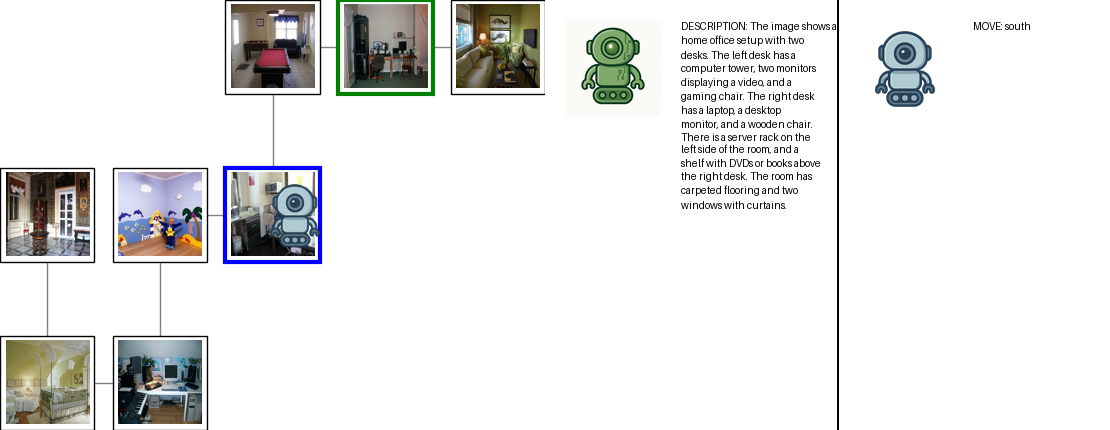 DESCRIPTION: The image shows a
home office setup with two
desks. The left desk has a
computer tower, two monitors
displaying a video, and a
gaming chair. The right desk
has a laptop, a desktop
monitor, and a wooden chair.
There is a server rack on the
left side of the room, and a
shelf with DVDs or books above
the right desk. The room has
carpeted flooring and two
windows with curtains.
MOVE: south